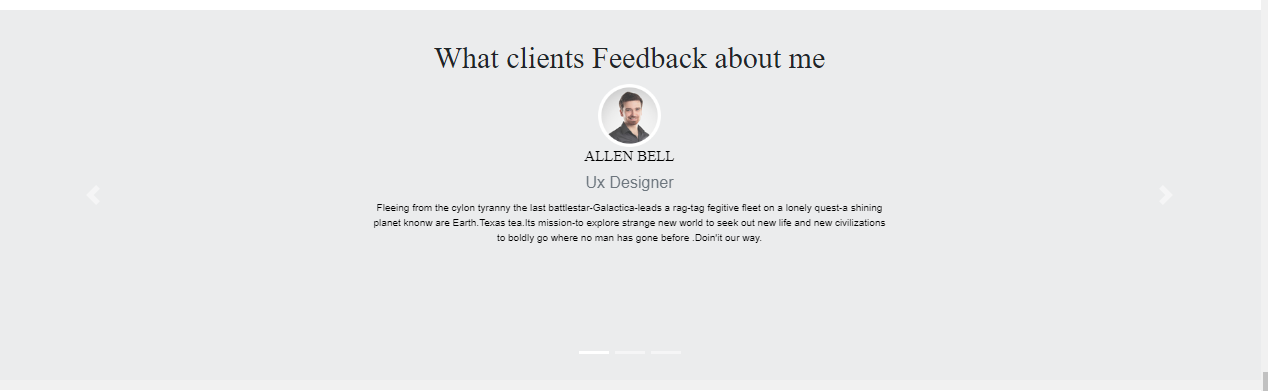 What clients Feedback about me
ALLEN BELL
Ux Designer
Fleeing from the cylon tyranny the last battlestar-Galactica-leads a rag-tag fegitive fleet on a lonely quest-a shining
planet knonw are Earth.Texas tea.Its mission-to explore strange new world to seek out new life and new civilizations
to boldly go where no man has gone before .Doin'it our way.